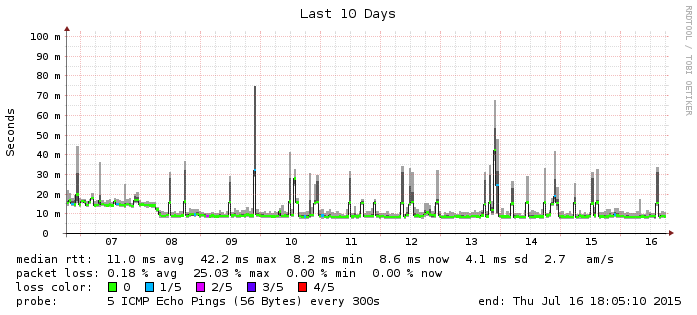 Last 10 Days
RRDTOOL / TOBI OETIKER
Seconds
100 m
90 m
80 m
70 m
60 m
50 m
40 m
30 m
20 m
10 m
0
07 08 09 10 11 12 13 14 15 16
median rtt: 11.0 ms avg 42.2 ms max 8.2 ms min 8.6 ms now 4.1 ms sd 2.7 am/s
packet loss: 0.18 % avg 25.03 % max 0.00 % min 0.00 % now
loss color: 0 1/5 2/5 3/5 4/5
probe: 5 ICMP Echo Pings (56 Bytes) every 300s end: Thu Jul 16 18:05:10 2015